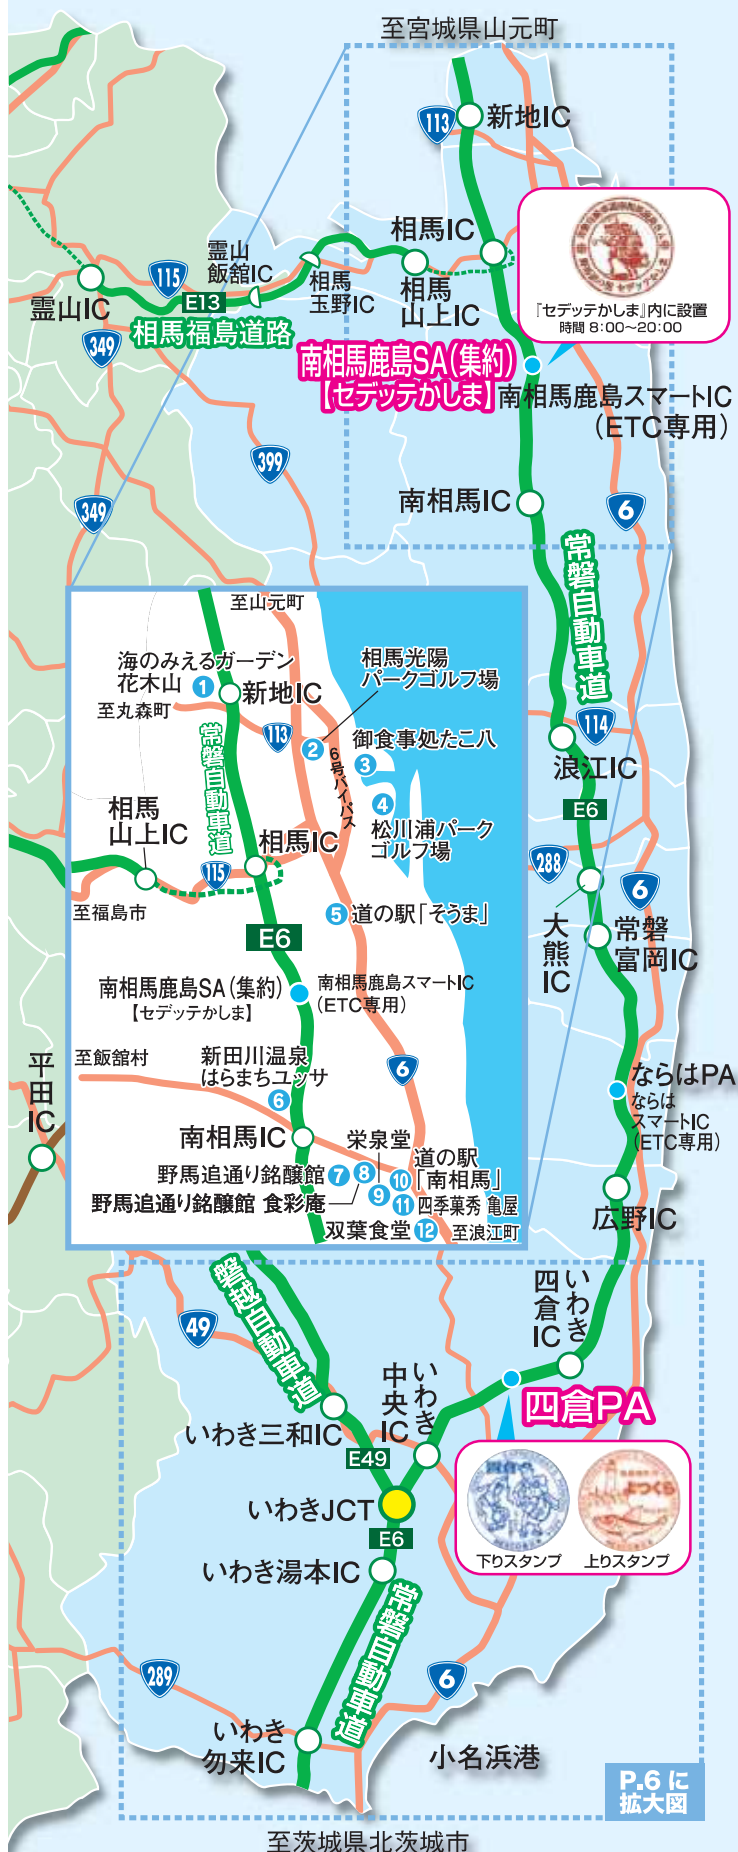 至宮城県山元町
113
新地IC
相馬IC
『セデッテかしま』内に設置
時間 8:00～20:00
霊山
飯舘IC
115
E13
霊山IC
相馬
玉野IC
相馬
山上IC
相馬福島道路
349
南相馬鹿島SA(集約)
【セデッテかしま】
南相馬鹿島スマートIC
(ETC専用)
399
349
南相馬IC
6
常磐自動車道
至山元町
海のみえるガーデン
花木山
1
新地IC
至丸森町
相馬光陽
パークゴルフ場
113
2
6号バイパス
御食事処たこ八
3
4
松川浦パーク
ゴルフ場
常磐自動車道
相馬
山上IC
相馬IC
115
至福島市
5
道の駅「そうま」
E6
南相馬鹿島SA(集約)
【セデッテかしま】
南相馬鹿島スマートIC
(ETC専用)
至飯舘村
新田川温泉
はらまちユッサ
6
6
南相馬IC
栄泉堂
道の駅
「南相馬」
野馬追通り銘醸館
7
8
9
10
野馬追通り銘醸館 食彩庵
11
四季菓秀 亀屋
双葉食堂
12
至浪江町
114
浪江IC
E6
288
6
大熊IC
常磐
富岡IC
平田IC
ならはPA
ならは
スマートIC
(ETC専用)
広野IC
磐越自動車道
49
いわき
四倉IC
いわき
中央IC
四倉PA
いわき三和IC
E49
下りスタンプ
上りスタンプ
よつくら
いわきJCT
E6
いわき湯本IC
常磐自動車道
289
6
いわき
勿来IC
小名浜港
P.6 に
拡大図
至茨城県北茨城市